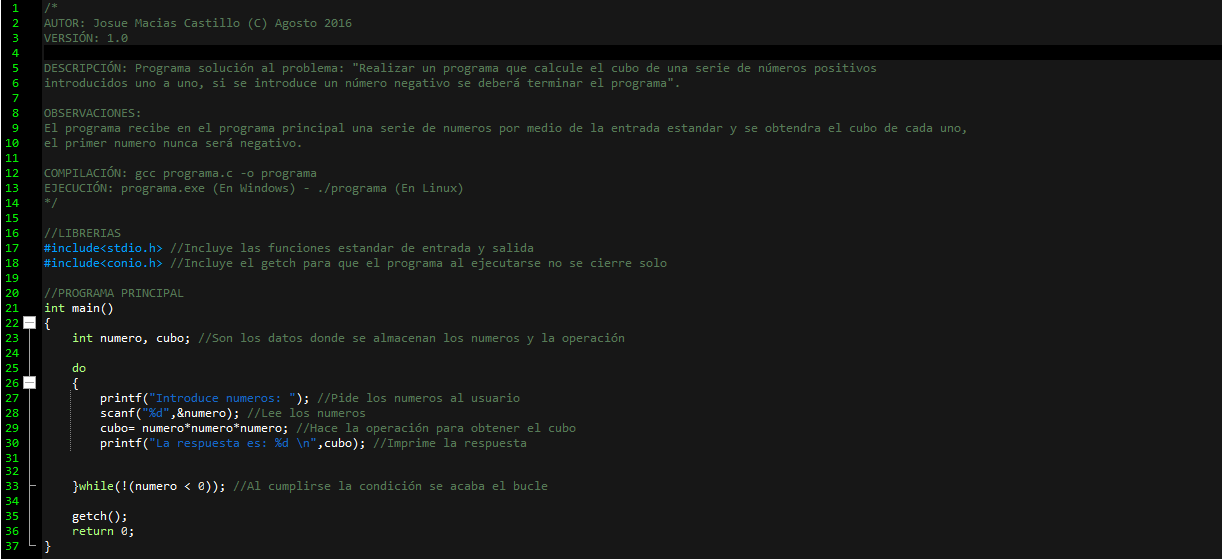 1 /*
2 AUTOR: Josue Macias Castillo (C) Agosto 2016
3 VERSIÓN: 1.0
4
5 DESCRIPCIÓN: Programa solución al problema: "Realizar un programa que calcule el cubo de una serie de números positivos
6 introducidos uno a uno, si se introduce un número negativo se deberá terminar el programa".
7
8 OBSERVACIONES:
9 El programa recibe en el programa principal una serie de numeros por medio de la entrada estandar y se obtendra el cubo de cada uno,
10 el primer numero nunca será negativo.
11
12 COMPILACIÓN: gcc programa.c -o programa
13 EJECUCIÓN: programa.exe (En Windows) - ./programa (En Linux)
14 */
15
16 //LIBRERIAS
17 #include<stdio.h> //Incluye las funciones estandar de entrada y salida
18 #include<conio.h> //Incluye el getch para que el programa al ejecutarse no se cierre solo
19
20 //PROGRAMA PRINCIPAL
21 int main()
22 {
23 int numero, cubo; //Son los datos donde se almacenan los numeros y la operación
24
25 do
26 {
27 printf("Introduce numeros: "); //Pide los numeros al usuario
28 scanf("%d",&numero); //Lee los numeros
29 cubo= numero*numero*numero; //Hace la operación para obtener el cubo
30 printf("La respuesta es: %d \n",cubo); //Imprime la respuesta
31
32
33 }while(!(numero < 0)); //Al cumplirse la condición se acaba el bucle
34
35 getch();
36 return 0;
37 }